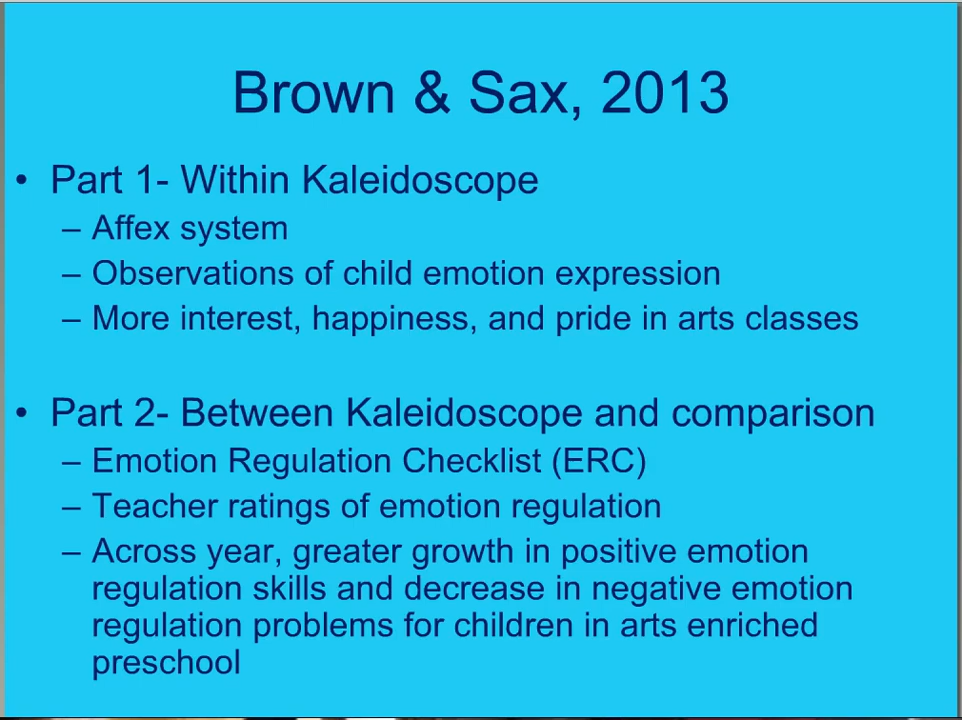 Brown & Sax, 2013
• Part 1- Within Kaleidoscope
– Affex system
– Observations of child emotion expression
– More interest, happiness, and pride in arts classes
• Part 2- Between Kaleidoscope and comparison
– Emotion Regulation Checklist (ERC)
– Teacher ratings of emotion regulation
– Across year, greater growth in positive emotion
regulation skills and decrease in negative emotion
regulation problems for children in arts enriched
preschool